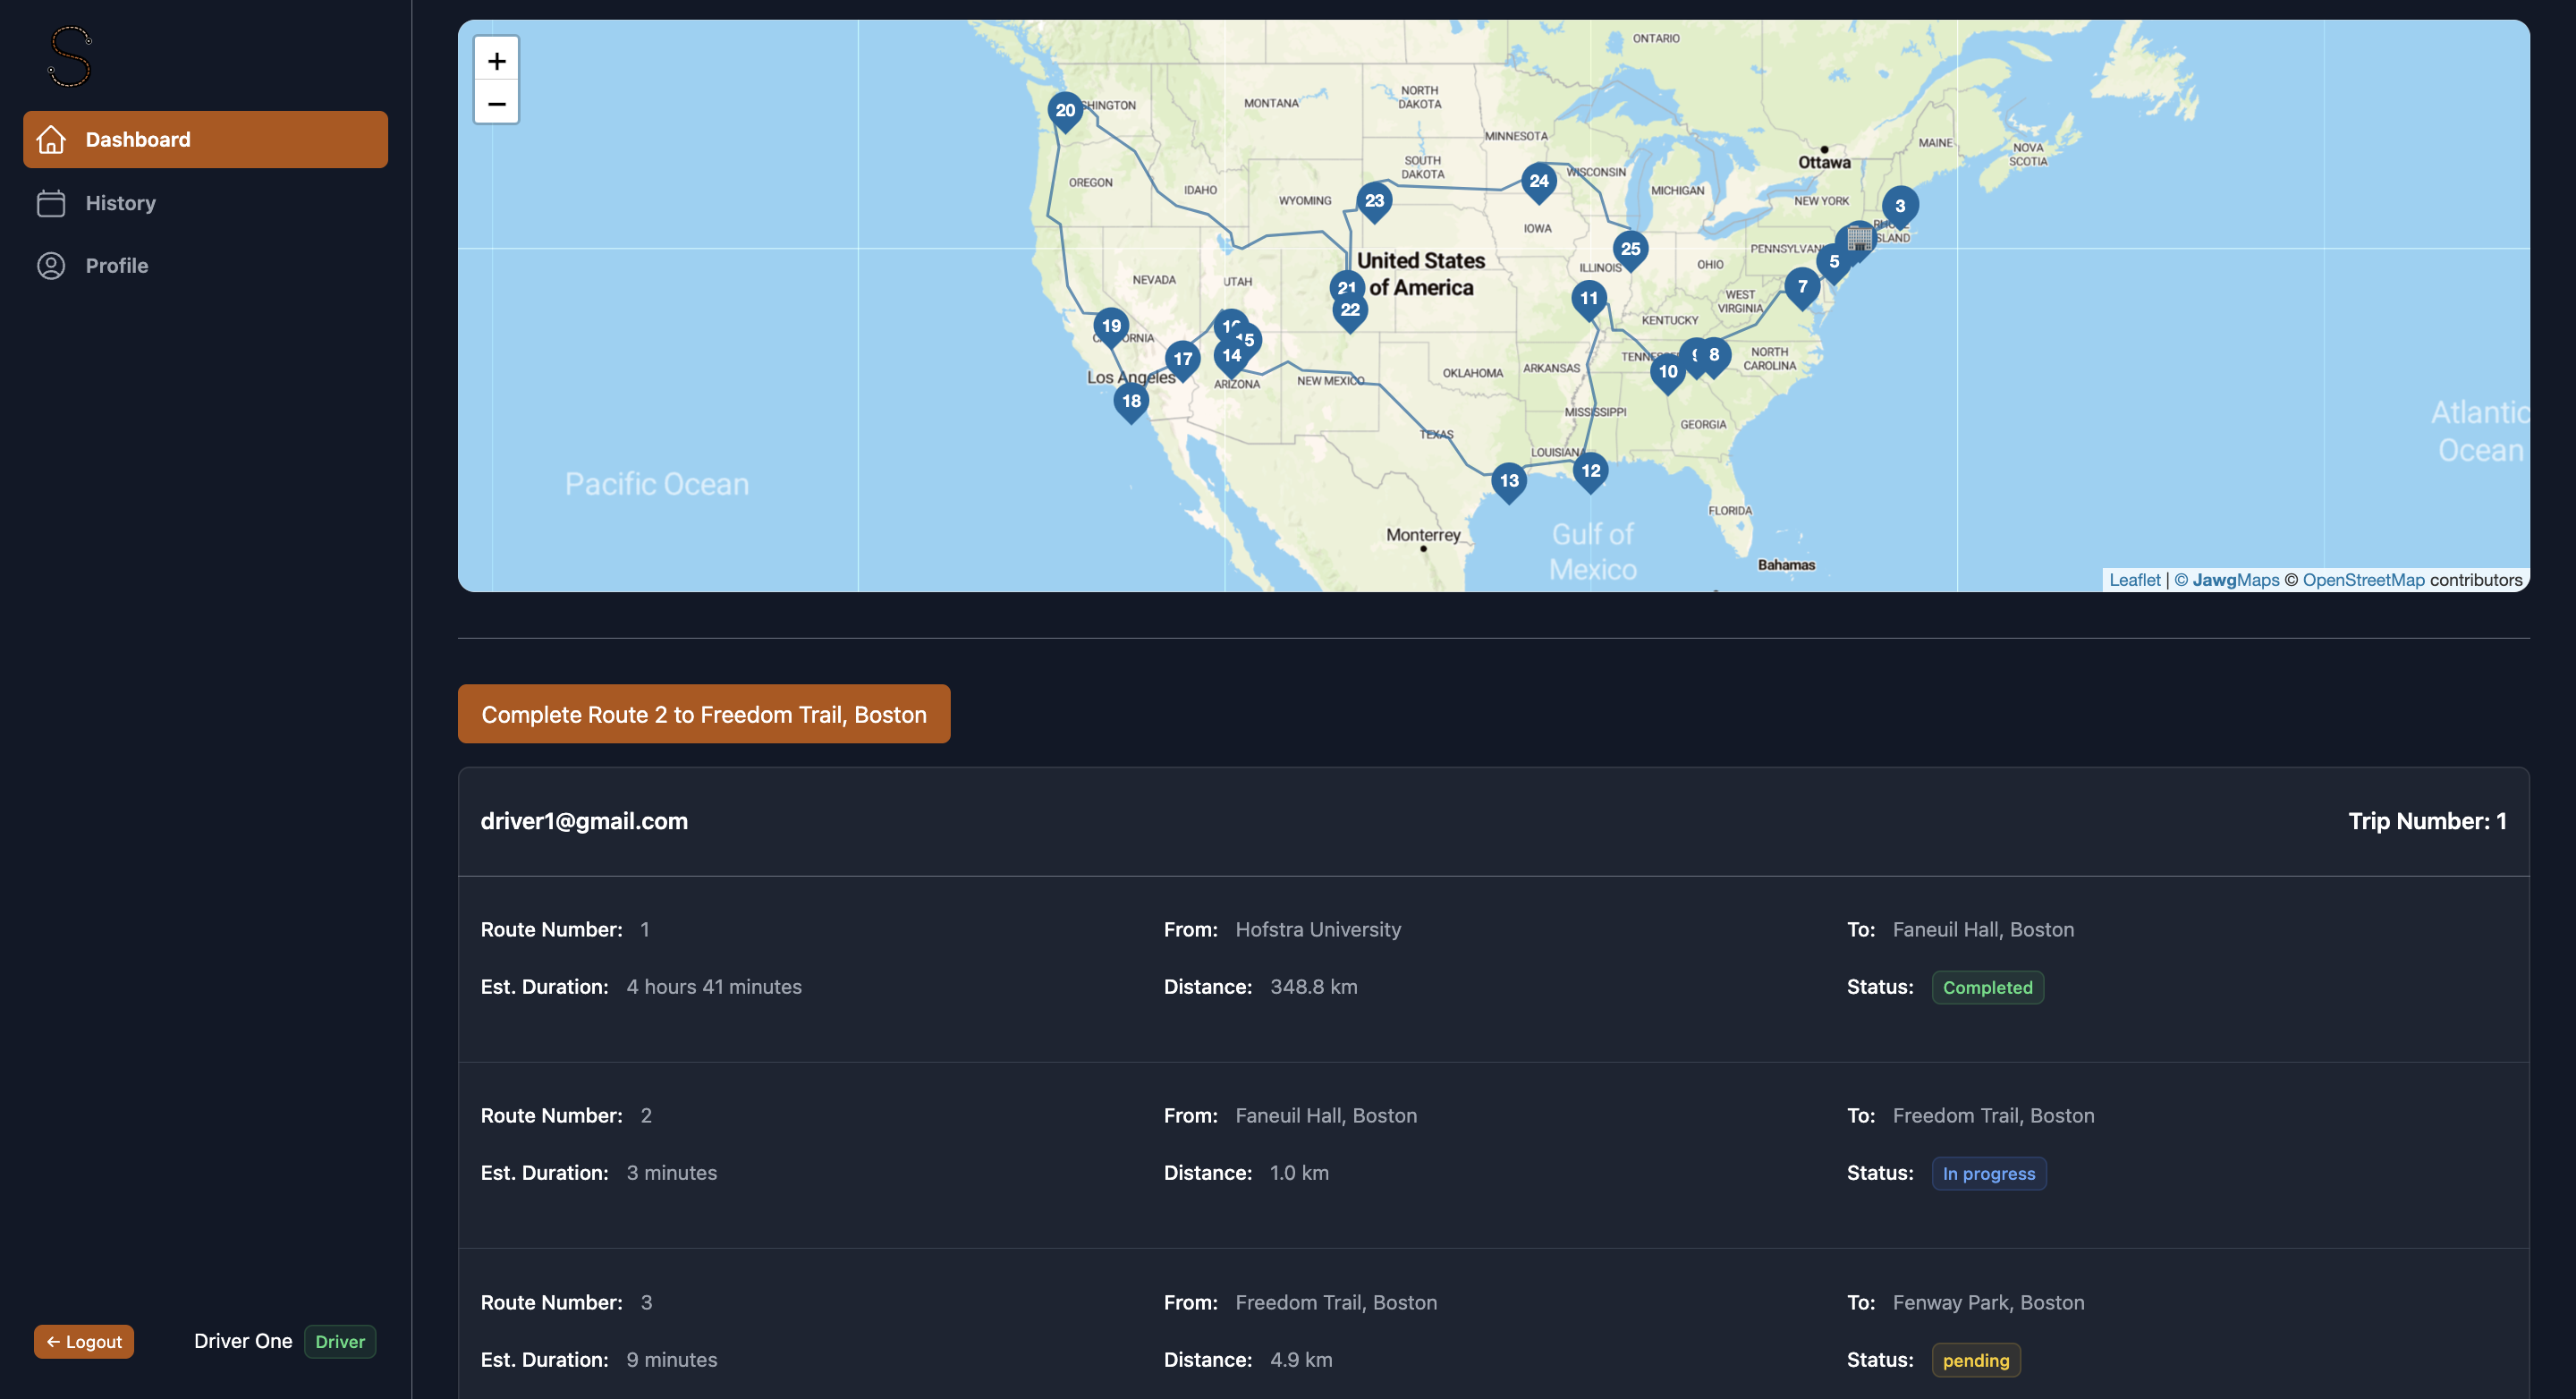 S
Dashboard
History
Profile
+
−
ONTARIO
NORTH
DAKOTA
MONTANA
20
SHINGTON
MINNESOTA
MAINE
NOVA
SCOTIA
Ottawa
SOUTH
DAKOTA
WISCONSIN
OREGON
IDAHO
24
MICHIGAN
WYOMING
23
NEW YORK
3
IOWA
ISLAND
25
PENNSYLVAN
5
United States
of America
ILLINOIS
OHIO
NEVADA
UTAH
21
22
11
WEST
VIRGINIA
7
KENTUCKY
19
15
14
17
8
NORTH
CAROLINA
10
ARKANSAS
OKLAHOMA
Los Angeles
ARIZONA
NEW MEXICO
18
MISSISSIPPI
GEORGIA
Atlantic
Ocean
TEXAS
LOUISIANA
12
13
Pacific Ocean
FLORIDA
Monterrey
Gulf of
Mexico
Bahamas
Leaflet | © JawgMaps © OpenStreetMap contributors
Complete Route 2 to Freedom Trail, Boston
driver1@gmail.com Trip Number: 1
Route Number: 1 From: Hofstra University To: Faneuil Hall, Boston
Est. Duration: 4 hours 41 minutes Distance: 348.8 km Status: Completed
Route Number: 2 From: Faneuil Hall, Boston To: Freedom Trail, Boston
Est. Duration: 3 minutes Distance: 1.0 km Status: In progress
Route Number: 3 From: Freedom Trail, Boston To: Fenway Park, Boston
Est. Duration: 9 minutes Distance: 4.9 km Status: pending
← Logout Driver One Driver